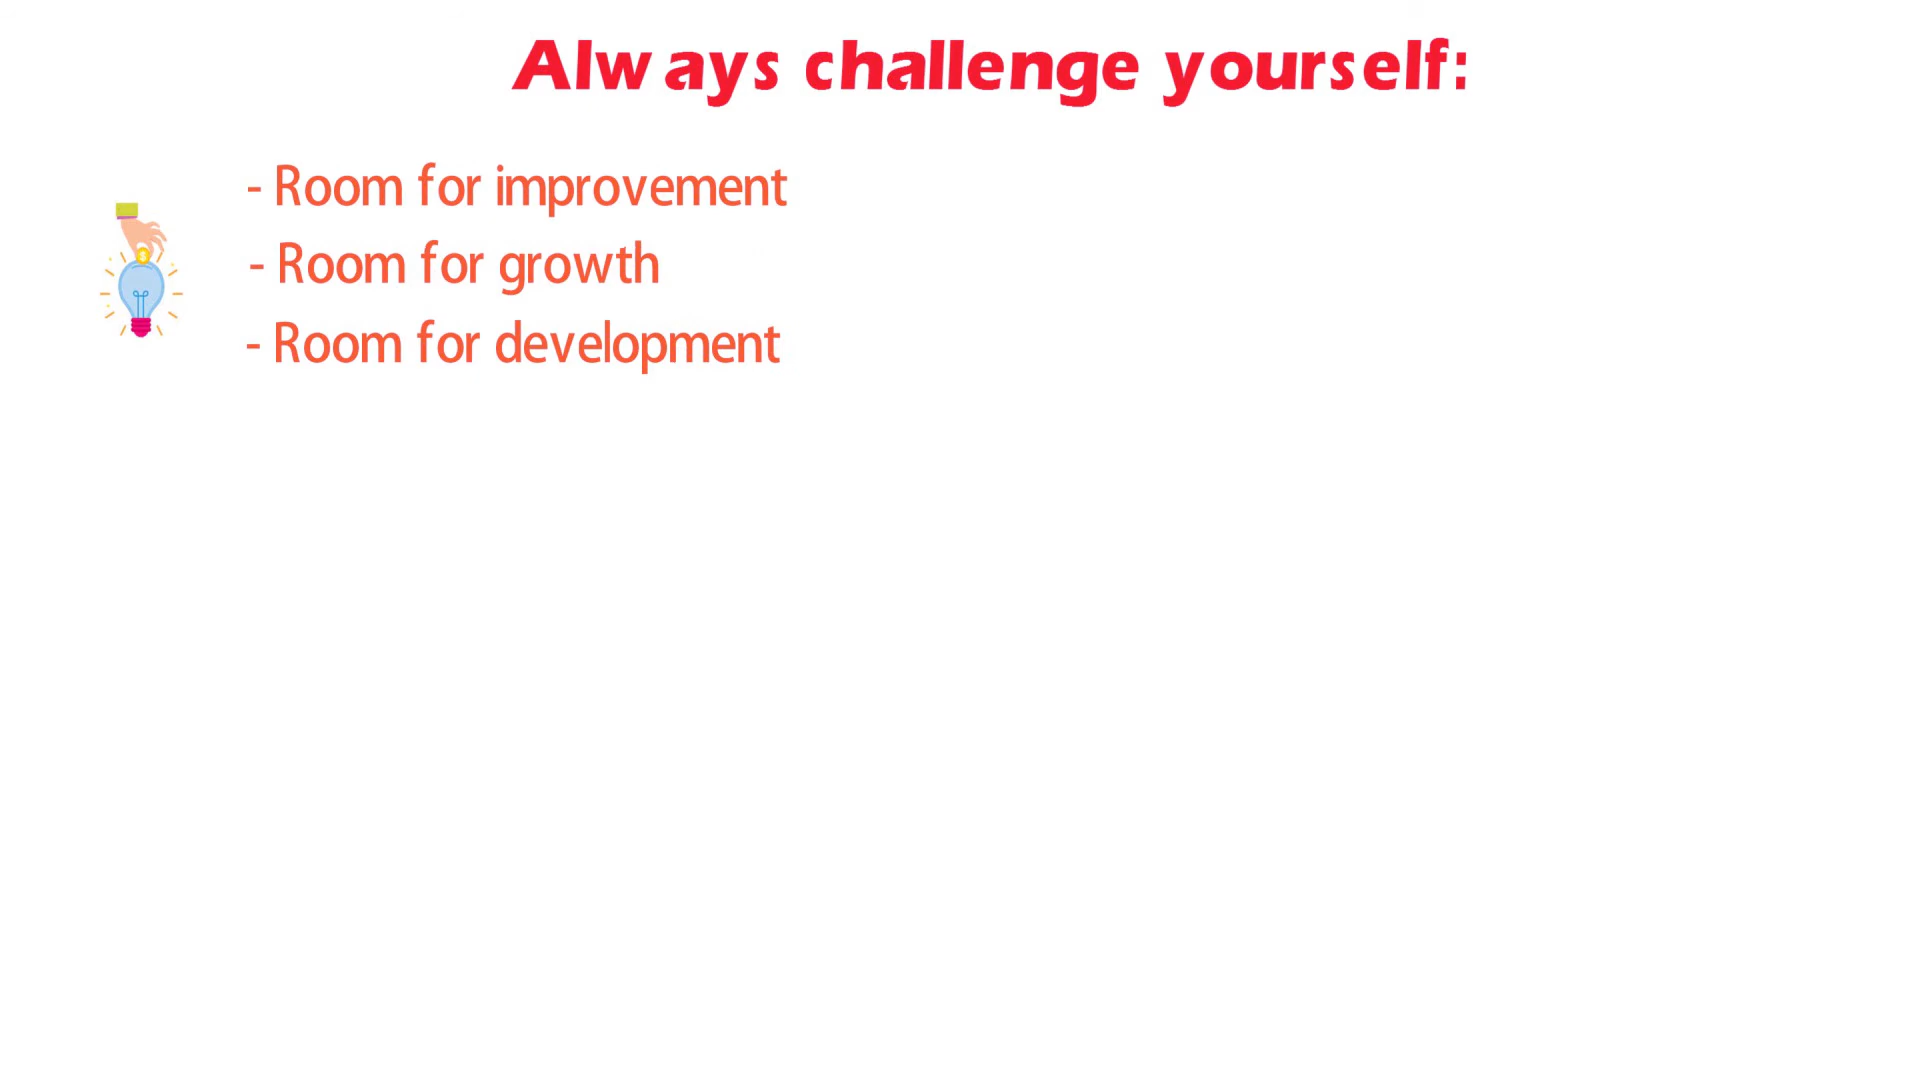 Always challenge yourself:
- Room for improvement
- Room for growth
- Room for development